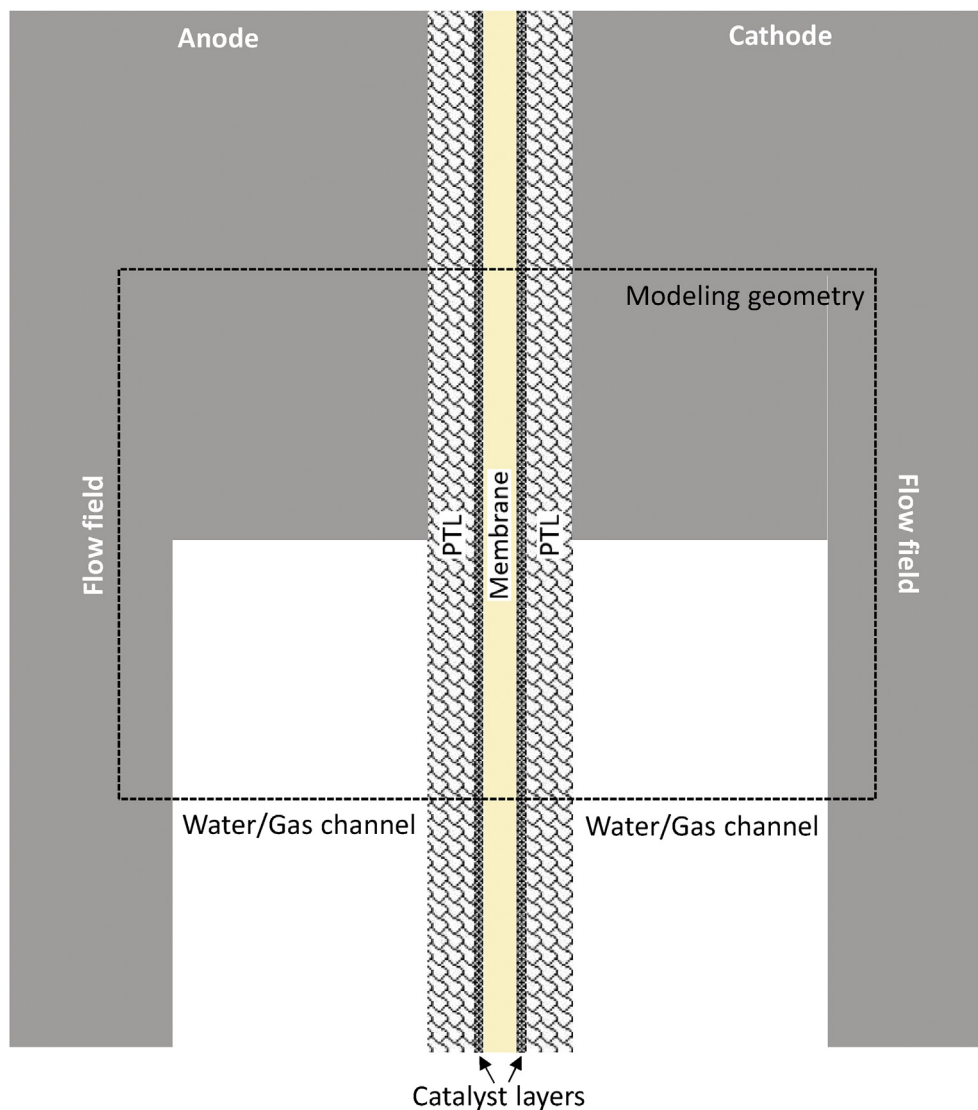 Anode
Cathode
Modeling geometry
Flow field
PTL
Membrane
PTL
Flow field
Water/Gas channel
Water/Gas channel
Catalyst layers